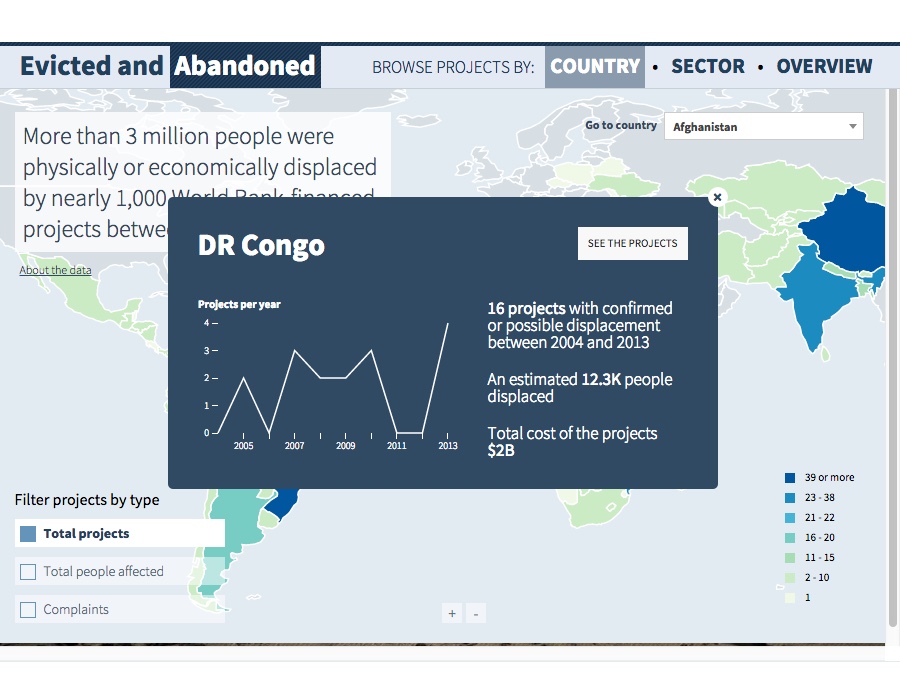 Evicted and Abandoned
BROWSE PROJECTS BY: COUNTRY • SECTOR • OVERVIEW
More than 3 million people were
physically or economically displaced
by nearly 1,000 World Bank-financed
projects betwe
About the data
Go to country
Afghanistan
DR Congo
SEE THE PROJECTS
Projects per year
4
3
2
1
0
2005 2007 2009 2011 2013
16 projects with confirmed
or possible displacement
between 2004 and 2013
An estimated 12.3K people
displaced
Total cost of the projects
$2B
Filter projects by type
Total projects
Total people affected
Complaints
+ -
39 or more
23 - 38
21 - 22
16 - 20
11 - 15
2 - 10
1